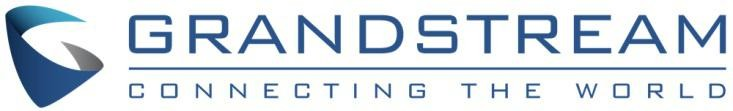 GRANDSTREAM
CONNECTING THE WORLD